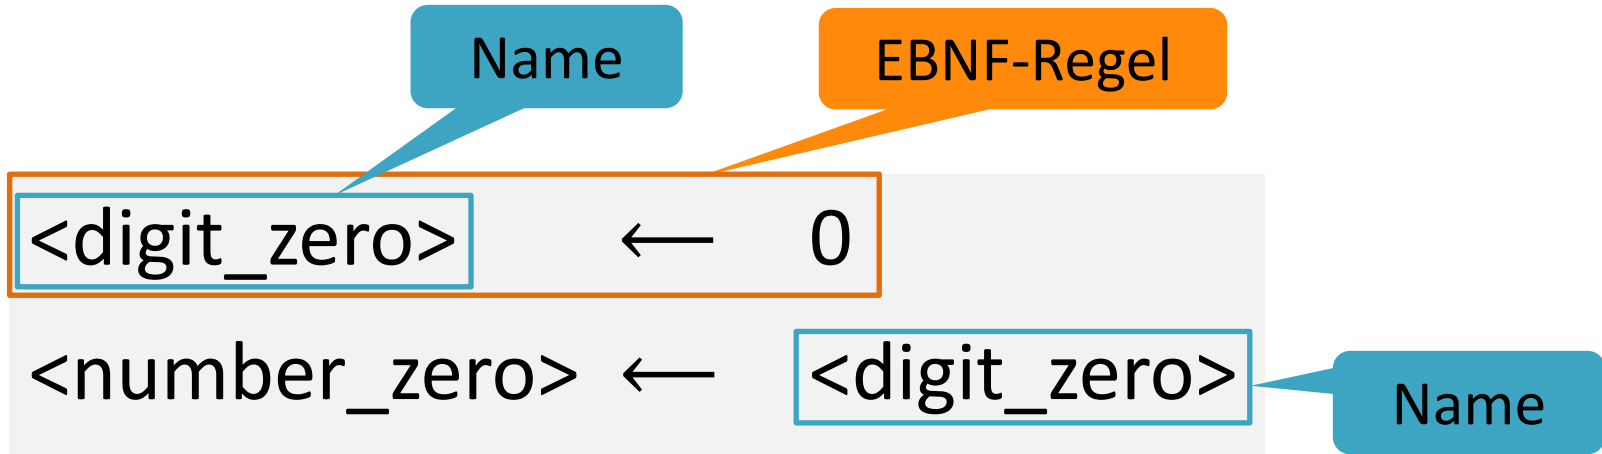 Name
EBNF-Regel
<digit_zero> ⟵ 0
<number_zero> ⟵ <digit_zero>
Name